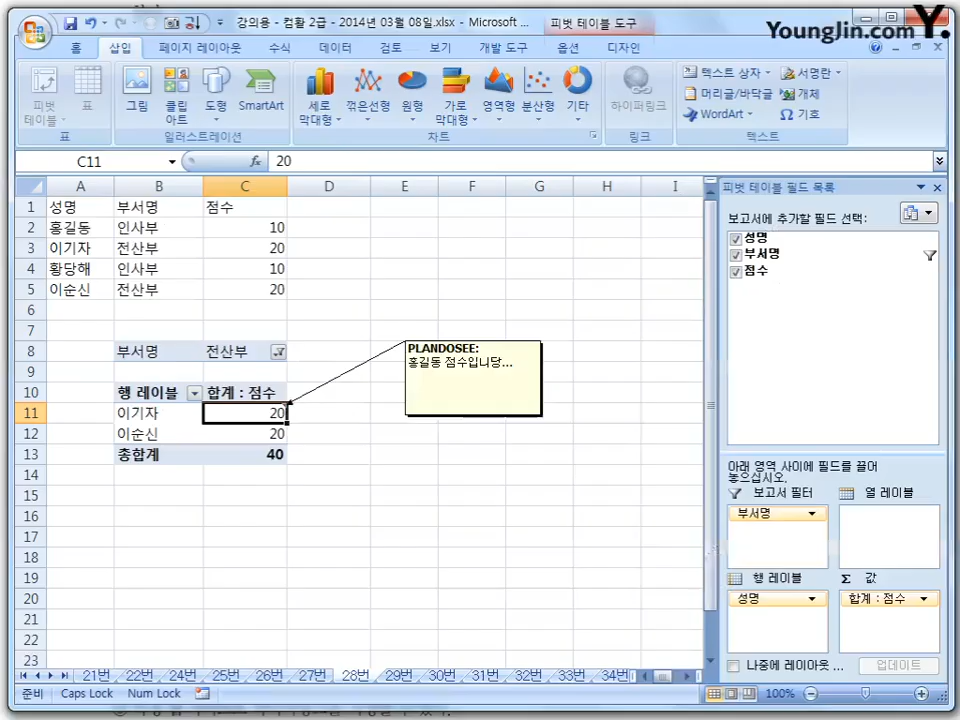 강의용 - 컴활 2급 - 2014년 03월 08일.xlsx - Microsoft ...
피벗 테이블 도구
Younglin.com Y.
홈 삽입 페이지 레이아웃 수식 데이터 검토 보기 개발 도구 옵션 디자인
피벗 테이블
표
그림
클립 아트
도형
SmartArt
세로 막대형
꺾은선형
원형
가로 막대형
영역형
분산형
기타
하이퍼링크
텍스트 상자
머리글/바닥글
WordArt
서명란
개체
기호
표 일러스트레이션 차트 링크 텍스트
C11 fx 20
A B C D E F G H I
1 성명 부서명 점수
2 홍길동 인사부 10
3 이기자 전산부 20
4 황당해 인사부 10
5 이순신 전산부 20
6
7
8 부서명 전산부
9
10 행 레이블 합계 : 점수
11 이기자 20
12 이순신 20
13 총합계 40
14
15
16
17
18
19
20
21
22
23
PLANDOSEE:
홍길동 점수입니당...
피벗 테이블 필드 목록
보고서에 추가할 필드 선택:
성명
부서명
점수
아래 영역 사이에 필드를 끌어
놓으십시오.
보고서 필터 열 레이블
부서명
행 레이블 Σ 값
성명 합계 : 점수
나중에 레이아웃 ... 업데이트
21번 22번 24번 25번 26번 27번 28번 29번 30번 31번 32번 33번 34번
준비 Caps Lock Num Lock 100%